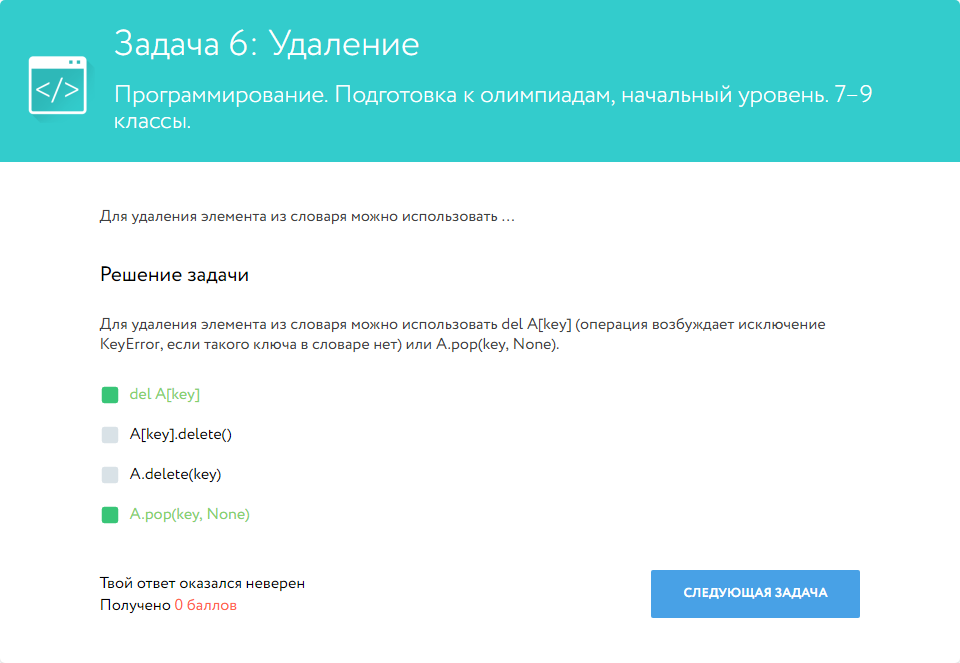 </>
Задача 6: Удаление
Программирование. Подготовка к олимпиадам, начальный уровень. 7–9
классы.
Для удаления элемента из словаря можно использовать ...
Решение задачи
Для удаления элемента из словаря можно использовать del A[key] (операция возбуждает исключение
KeyError, если такого ключа в словаре нет) или A.pop(key, None).
del A[key]
A[key].delete()
A.delete(key)
A.pop(key, None)
Твой ответ оказался неверен
Получено 0 баллов
СЛЕДУЮЩАЯ ЗАДАЧА